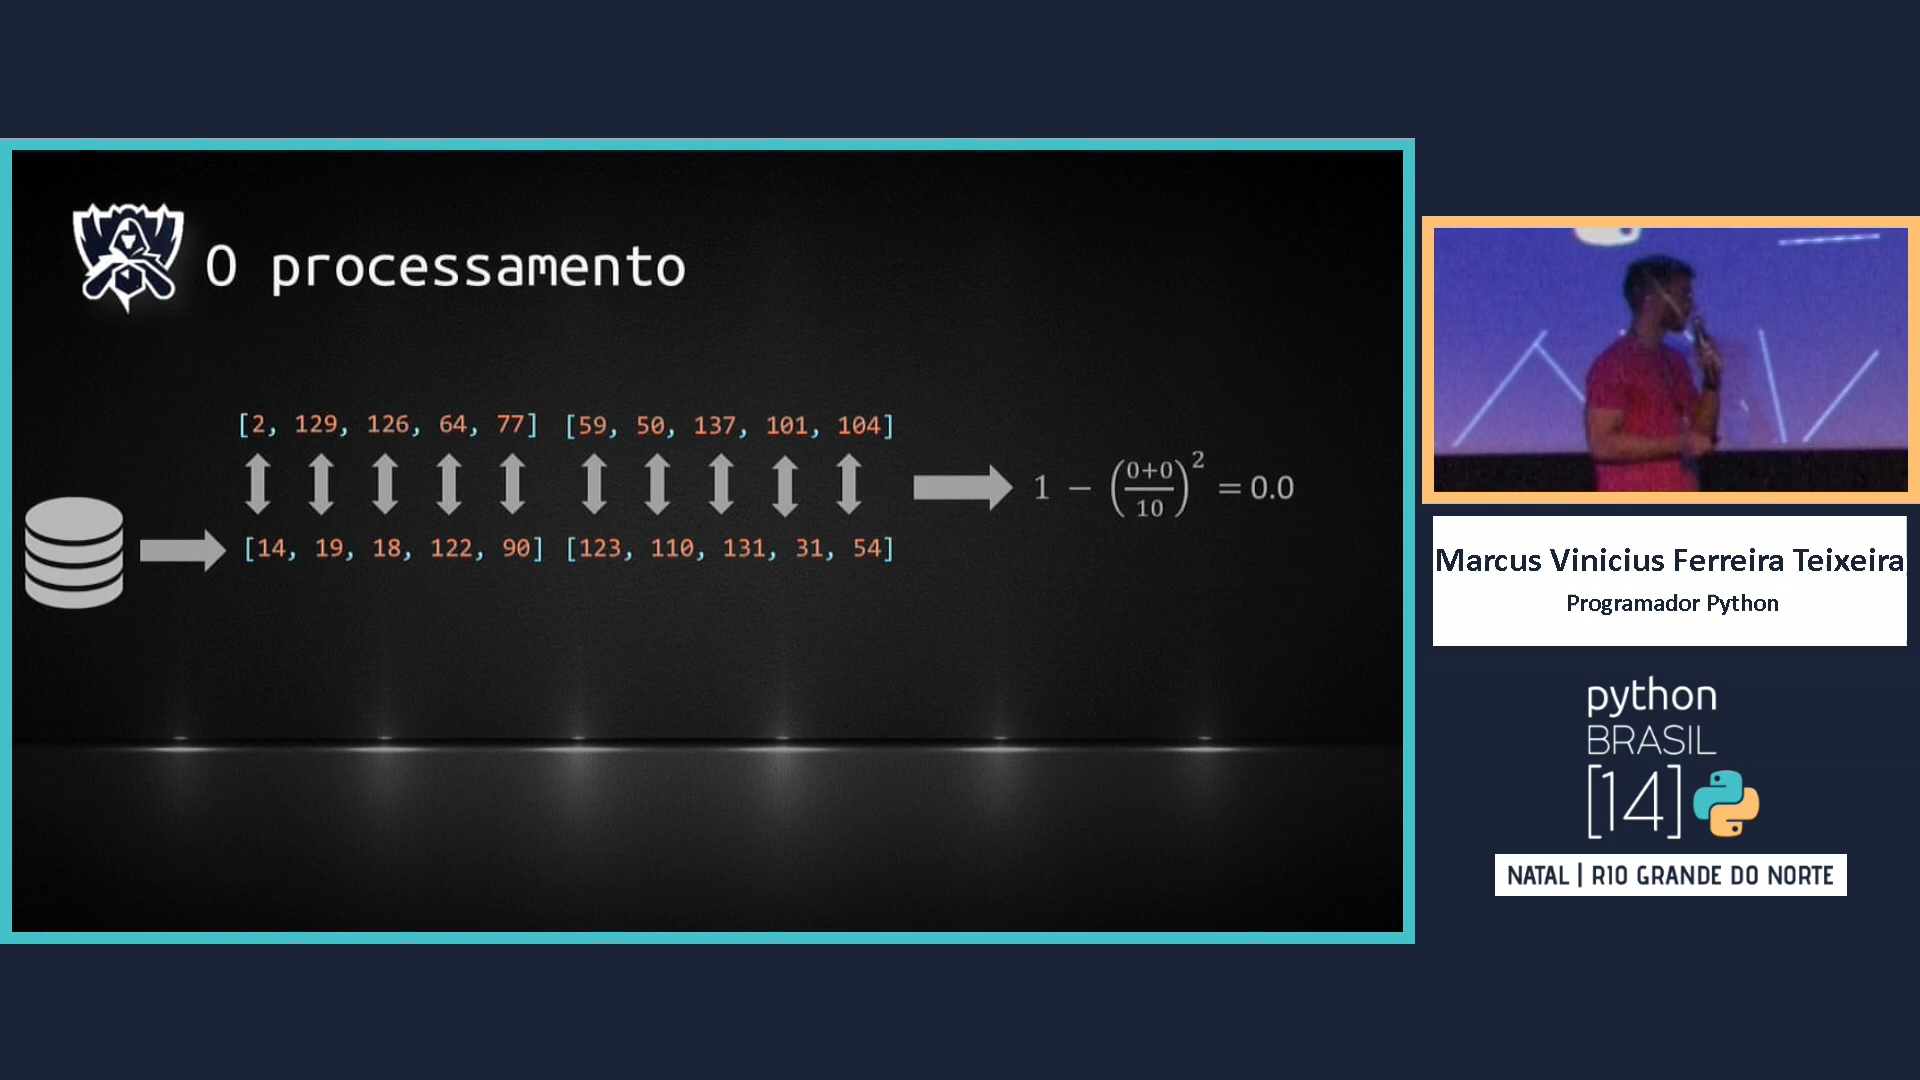 O processamento
[2, 129, 126, 64, 77] [59, 50, 137, 101, 104]
[14, 19, 18, 122, 90] [123, 110, 131, 31, 54]
1 − (0+0/10)² = 0.0
Marcus Vinicius Ferreira Teixeira
Programador Python
python
BRASIL
[14]
NATAL | RIO GRANDE DO NORTE